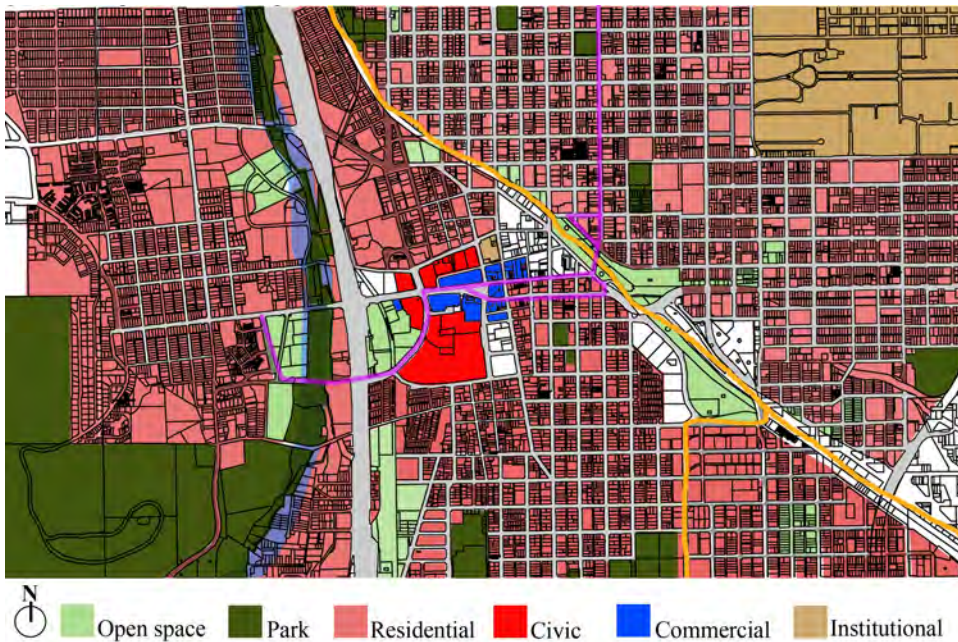 N
Open space
Park
Residential
Civic
Commercial
Institutional